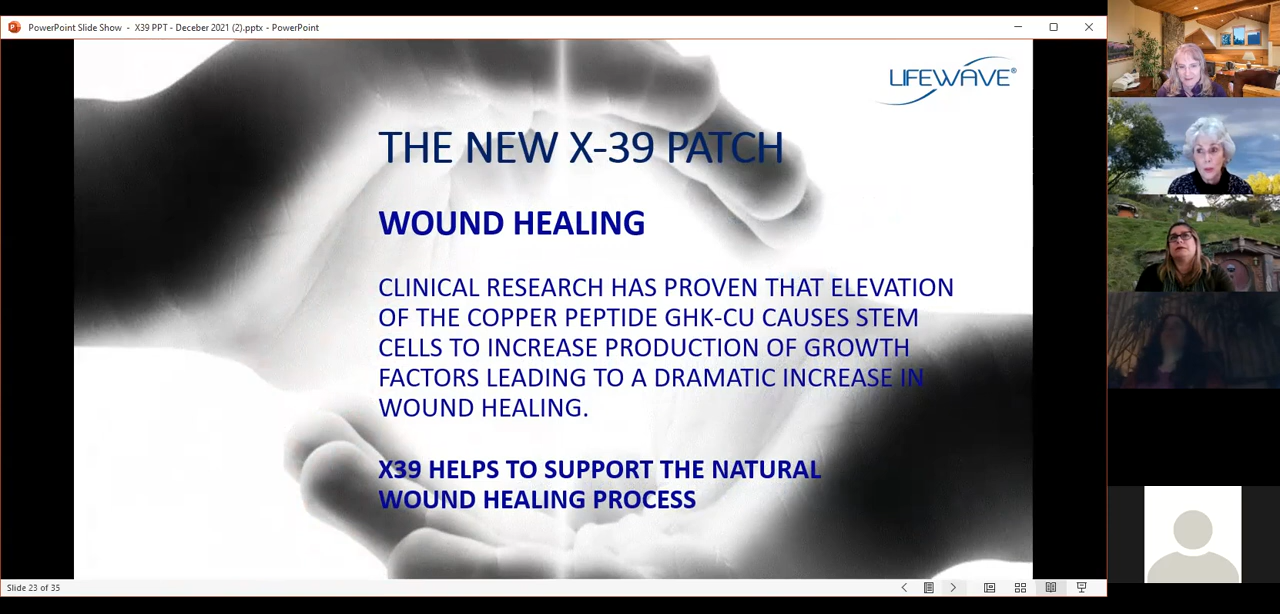 PowerPoint Slide Show - X39 PPT - Deceber 2021 (2).pptx - PowerPoint
LIFEWAVE®
THE NEW X-39 PATCH
WOUND HEALING
CLINICAL RESEARCH HAS PROVEN THAT ELEVATION
OF THE COPPER PEPTIDE GHK-CU CAUSES STEM
CELLS TO INCREASE PRODUCTION OF GROWTH
FACTORS LEADING TO A DRAMATIC INCREASE IN
WOUND HEALING.
X39 HELPS TO SUPPORT THE NATURAL
WOUND HEALING PROCESS
Slide 23 of 35